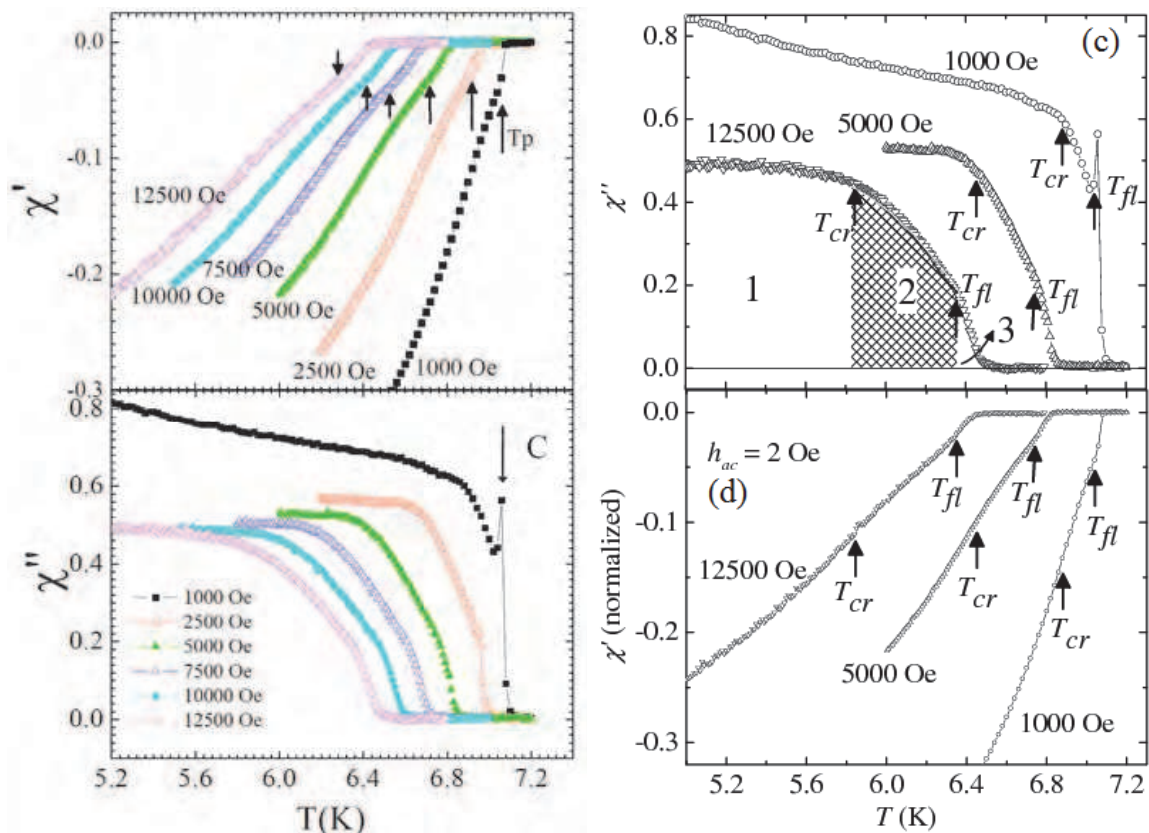 0.0
-0.1
-0.2
-0.3
χ'
Tp
12500 Oe
10000 Oe
7500 Oe
5000 Oe
2500 Oe
1000 Oe
0.8
0.6
0.4
0.2
0.0
χ''
C
1000 Oe
2500 Oe
5000 Oe
7500 Oe
10000 Oe
12500 Oe
5.2 5.6 6.0 6.4 6.8 7.2
T(K)
0.8
0.4
0.0
χ''
(c)
1000 Oe
12500 Oe
5000 Oe
Tcr
Tfl
Tcr
Tcr
1
2
Tfl
Tfl
3
0.0
-0.1
-0.2
-0.3
χ' (normalized)
hac = 2 Oe
(d)
Tfl
Tfl
Tfl
12500 Oe
Tcr
Tcr
Tcr
5000 Oe
1000 Oe
5.2 5.6 6.0 6.4 6.8 7.2
T (K)